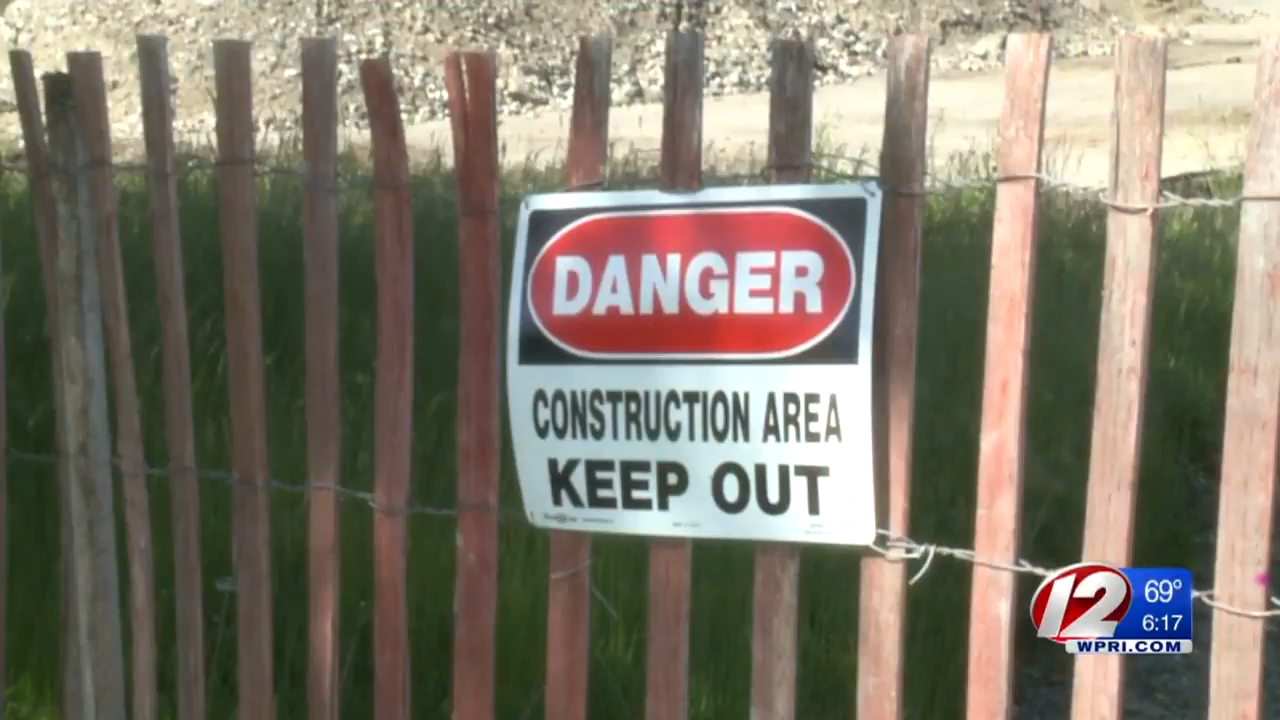 DANGER
CONSTRUCTION AREA
KEEP OUT
12
69°
6:17
WPRI.COM